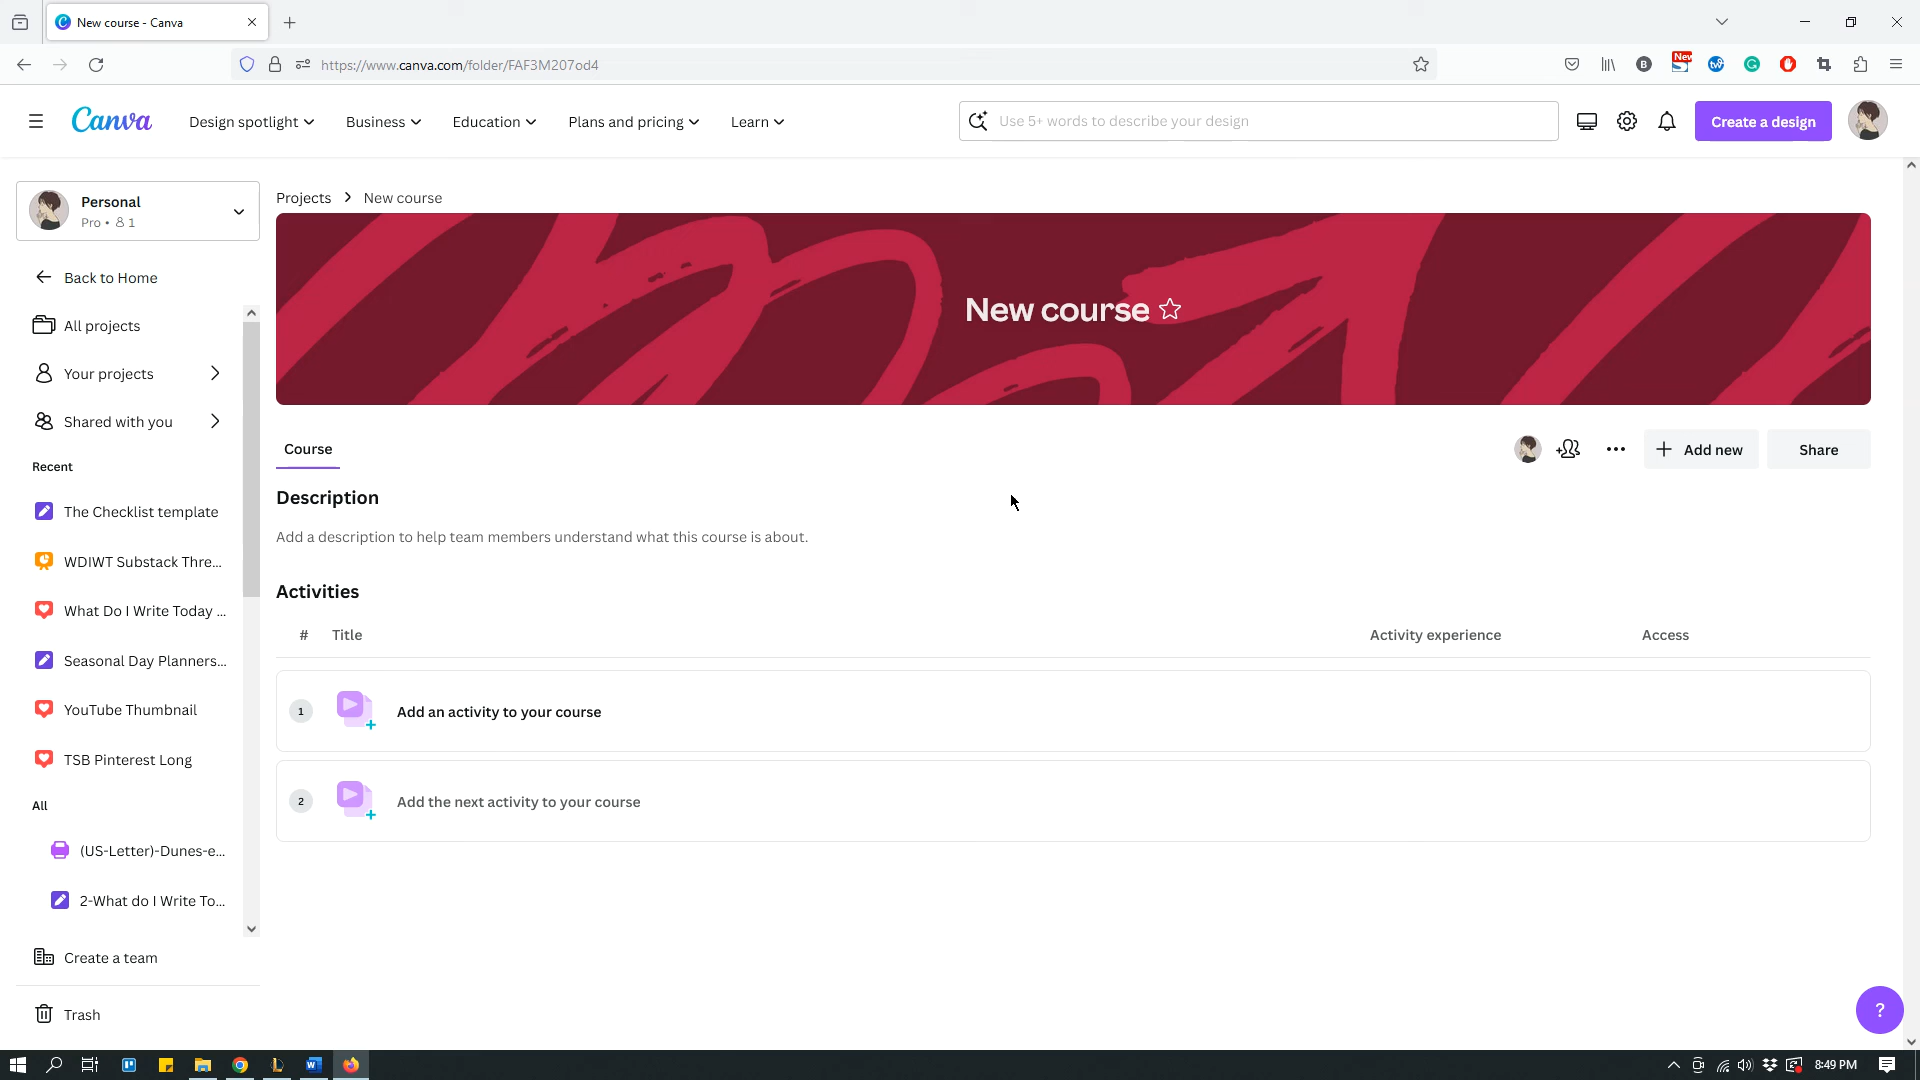 New course - Canva
https://www.canva.com/folder/FAF3M207od4
New
Canva
Design spotlight
Business
Education
Plans and pricing
Learn
Use 5+ words to describe your design
Create a design
Personal
Pro • 1
Back to Home
All projects
Your projects
Shared with you
Recent
The Checklist template
WDIWT Substack Thre...
What Do I Write Today ...
Seasonal Day Planners...
YouTube Thumbnail
TSB Pinterest Long
All
(US-Letter)-Dunes-e...
2-What do I Write To...
Create a team
Trash
Projects > New course
New course
Course
Add new
Share
Description
Add a description to help team members understand what this course is about.
Activities
# Title Activity experience Access
1 Add an activity to your course
2 Add the next activity to your course
?
8:49 PM